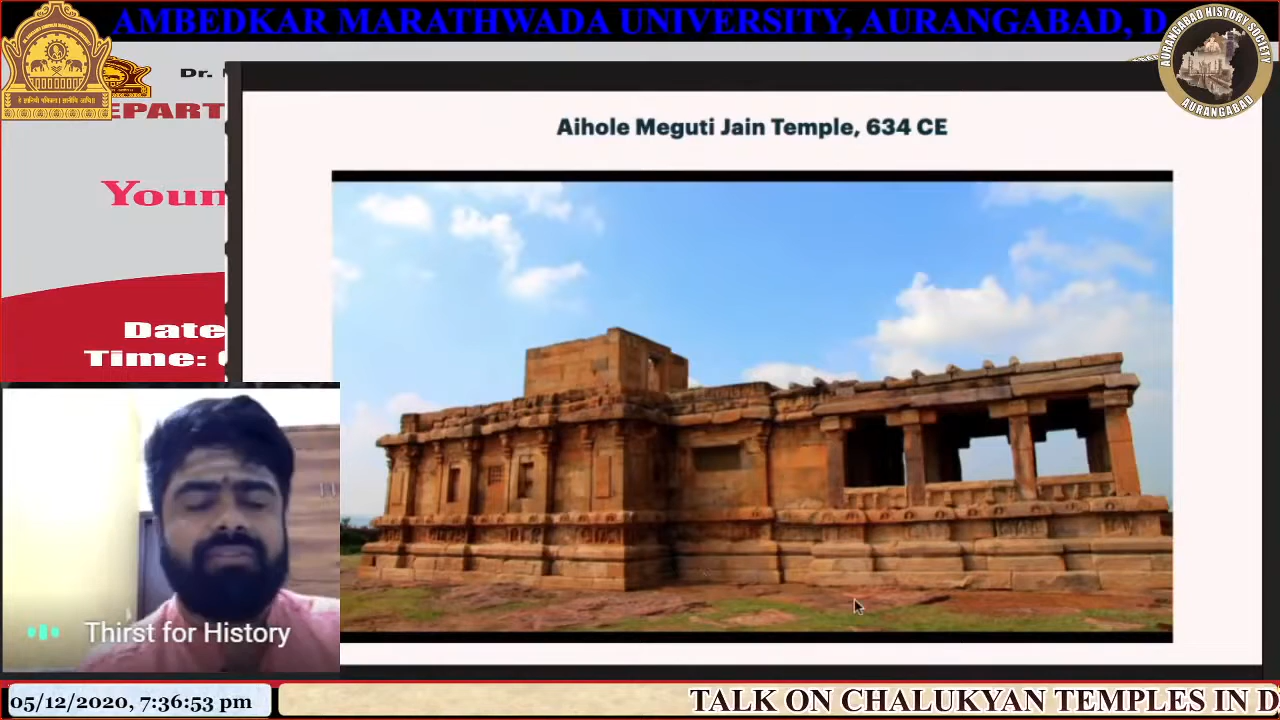 AMBEDKAR MARATHWADA UNIVERSITY, AURANGABAD, D
AURANGABAD HISTORY SOCIETY
AURANGABAD
Dr.
EPART
Youn
Date
Time:
Aihole Meguti Jain Temple, 634 CE
Thirst for History
05/12/2020, 7:36:53 pm
TALK ON CHALUKYAN TEMPLES IN D